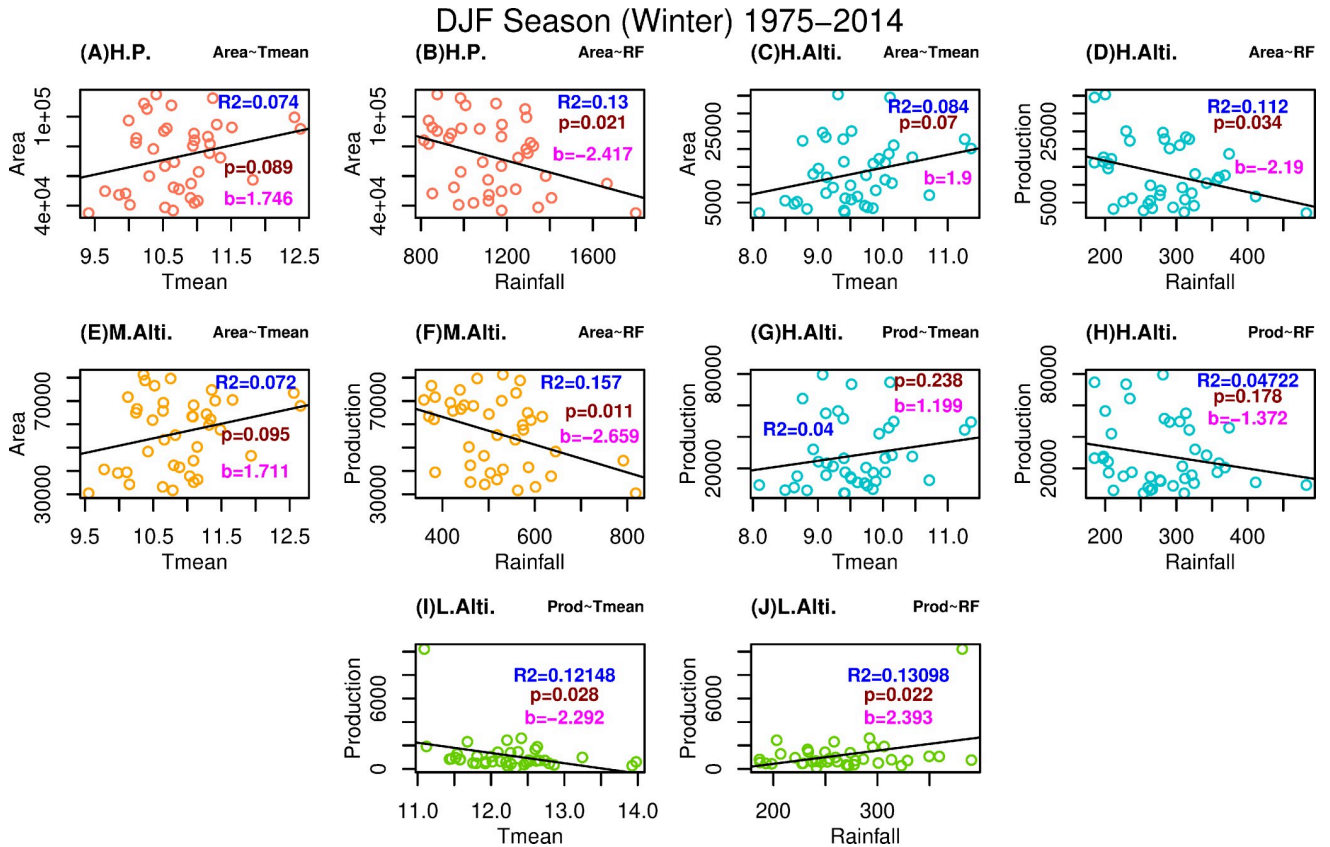 DJF Season (Winter) 1975−2014
(A)H.P. Area~Tmean
R2=0.074
p=0.089
b=1.746
Area
4e+04 1e+05
9.5 10.5 11.5 12.5
Tmean
(B)H.P. Area~RF
R2=0.13
p=0.021
b=−2.417
Area
4e+04 1e+05
800 1200 1600
Rainfall
(C)H.Alti. Area~Tmean
R2=0.084
p=0.07
b=1.9
Area
5000 25000
8.0 9.0 10.0 11.0
Tmean
(D)H.Alti. Area~RF
R2=0.112
p=0.034
b=−2.19
Production
5000 25000
200 300 400
Rainfall
(E)M.Alti. Area~Tmean
R2=0.072
p=0.095
b=1.711
Area
30000 70000
9.5 10.5 11.5 12.5
Tmean
(F)M.Alti. Area~RF
R2=0.157
p=0.011
b=−2.659
Production
30000 70000
400 600 800
Rainfall
(G)H.Alti. Prod~Tmean
p=0.238
b=1.199
R2=0.04
Production
20000 80000
8.0 9.0 10.0 11.0
Tmean
(H)H.Alti. Prod~RF
R2=0.04722
p=0.178
b=−1.372
Production
20000 80000
200 300 400
Rainfall
(I)L.Alti. Prod~Tmean
R2=0.12148
p=0.028
b=−2.292
Production
0 6000
11.0 12.0 13.0 14.0
Tmean
(J)L.Alti. Prod~RF
R2=0.13098
p=0.022
b=2.393
Production
0 6000
200 300
Rainfall